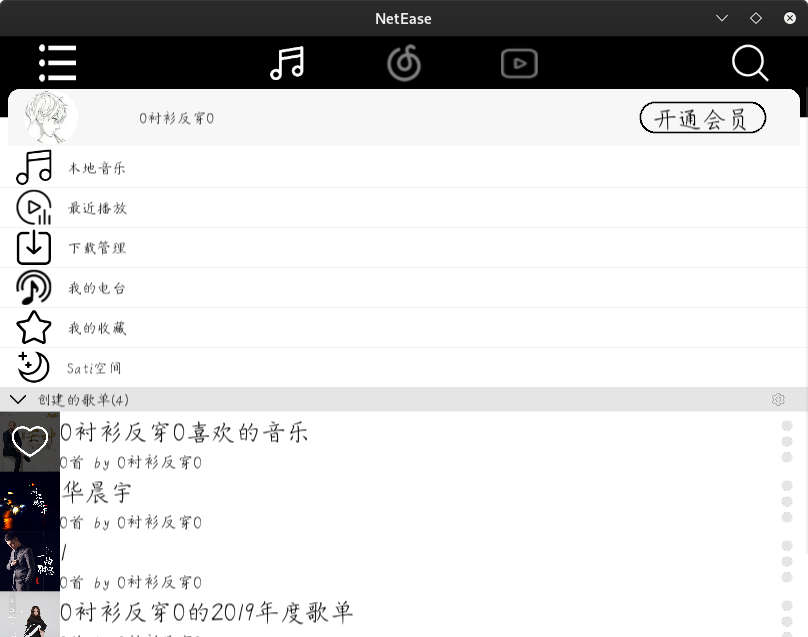 NetEase
0衬衫反穿0
开通会员
本地音乐
最近播放
下载管理
我的电台
我的收藏
Sati空间
创建的歌单(4)
0衬衫反穿0喜欢的音乐
0首 by 0衬衫反穿0
华晨宇
0首 by 0衬衫反穿0
/
0首 by 0衬衫反穿0
0衬衫反穿0的2019年度歌单